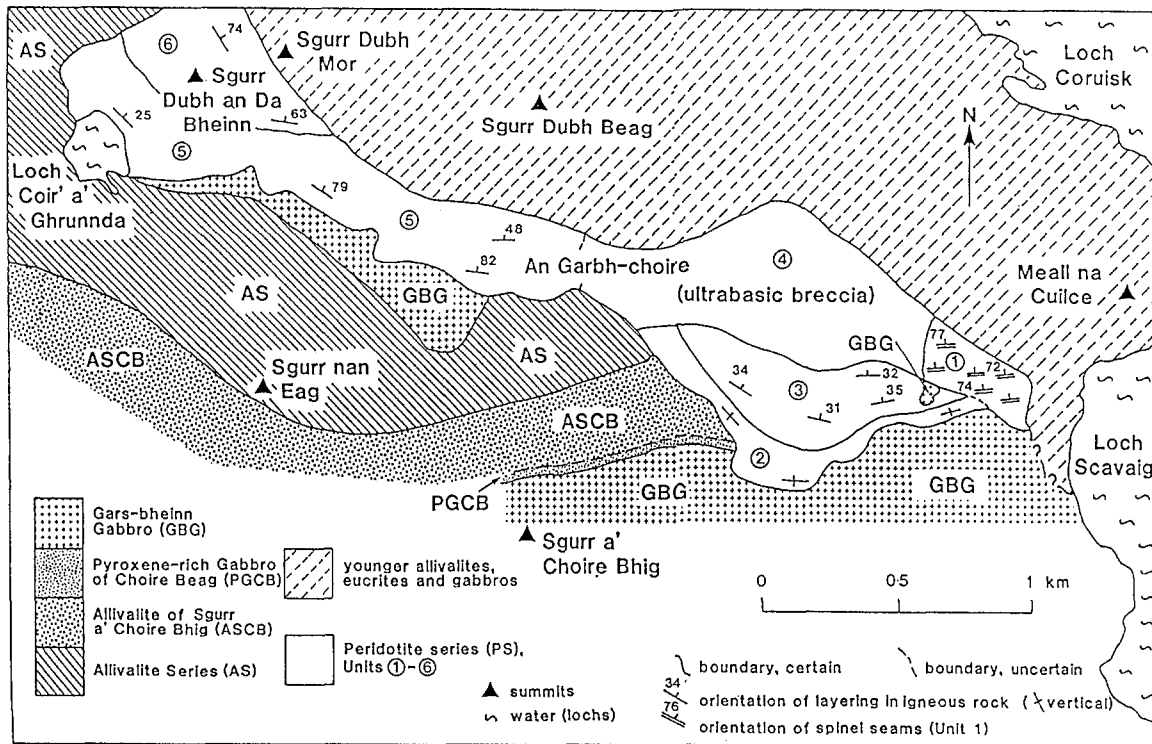 AS
⑥
74
Sgurr Dubh
Mor
Sgurr
Dubh an Da
Bheinn
63
25
⑤
Loch
Coir' a'
Ghrunnda
Sgurr Dubh Beag
Loch
Coruisk
N
79
⑤
48
82
An Garbh-choire
④
(ultrabasic breccia)
Meall na
Cuilce
GBG
AS
AS
ASCB
Sgurr nan
Eag
ASCB
GBG
77
①
72
74
34
③
32
35
31
②
Loch
Scavaig
?
?
PGCB
GBG
GBG
Sgurr a'
Choire Bhig
Gars-bheinn
Gabbro (GBG)
Pyroxene-rich Gabbro
of Choire Beag (PGCB)
Allivalite of Sgurr
a' Choire Bhig (ASCB)
Allivalite Series (AS)
younger allivalites,
eucrites and gabbros
Peridotite series (PS),
Units ①-⑥
summits
water (lochs)
0 0·5 1 km
boundary, certain
boundary, uncertain
34
orientation of layering in igneous rock ( vertical)
76
orientation of spinel seams (Unit 1)